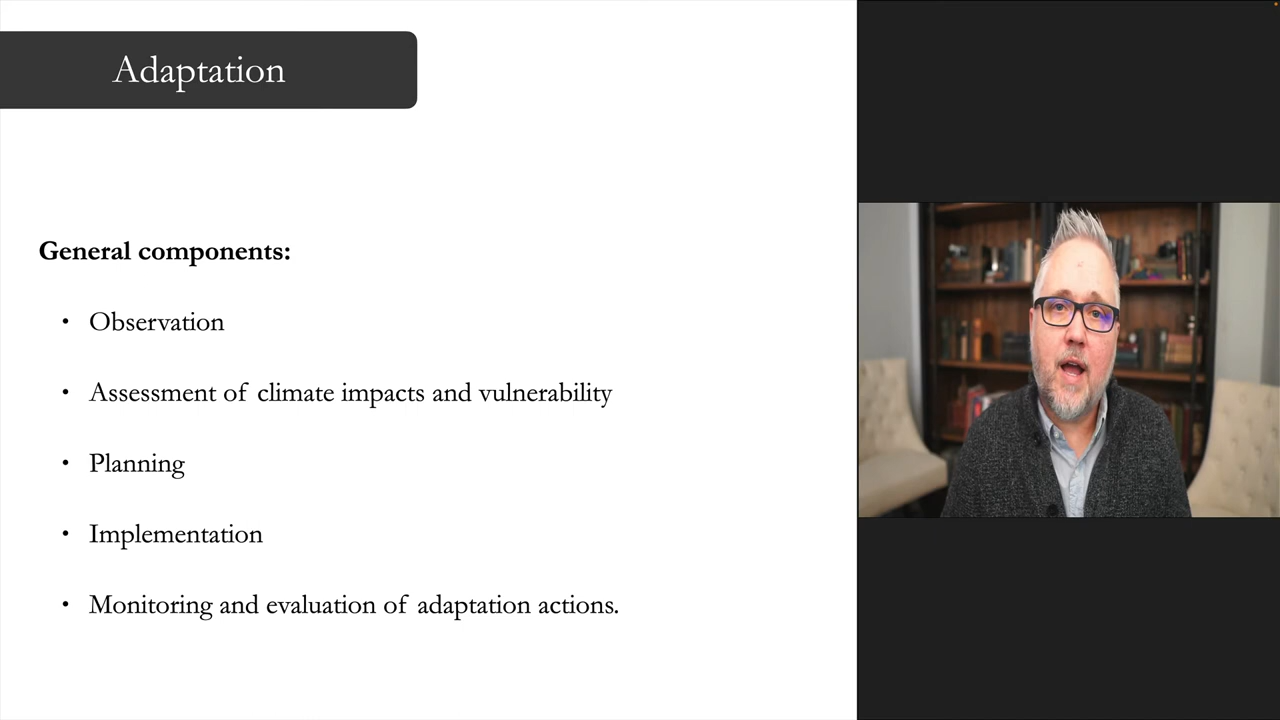 Adaptation
General components:
• Observation
• Assessment of climate impacts and vulnerability
• Planning
• Implementation
• Monitoring and evaluation of adaptation actions.